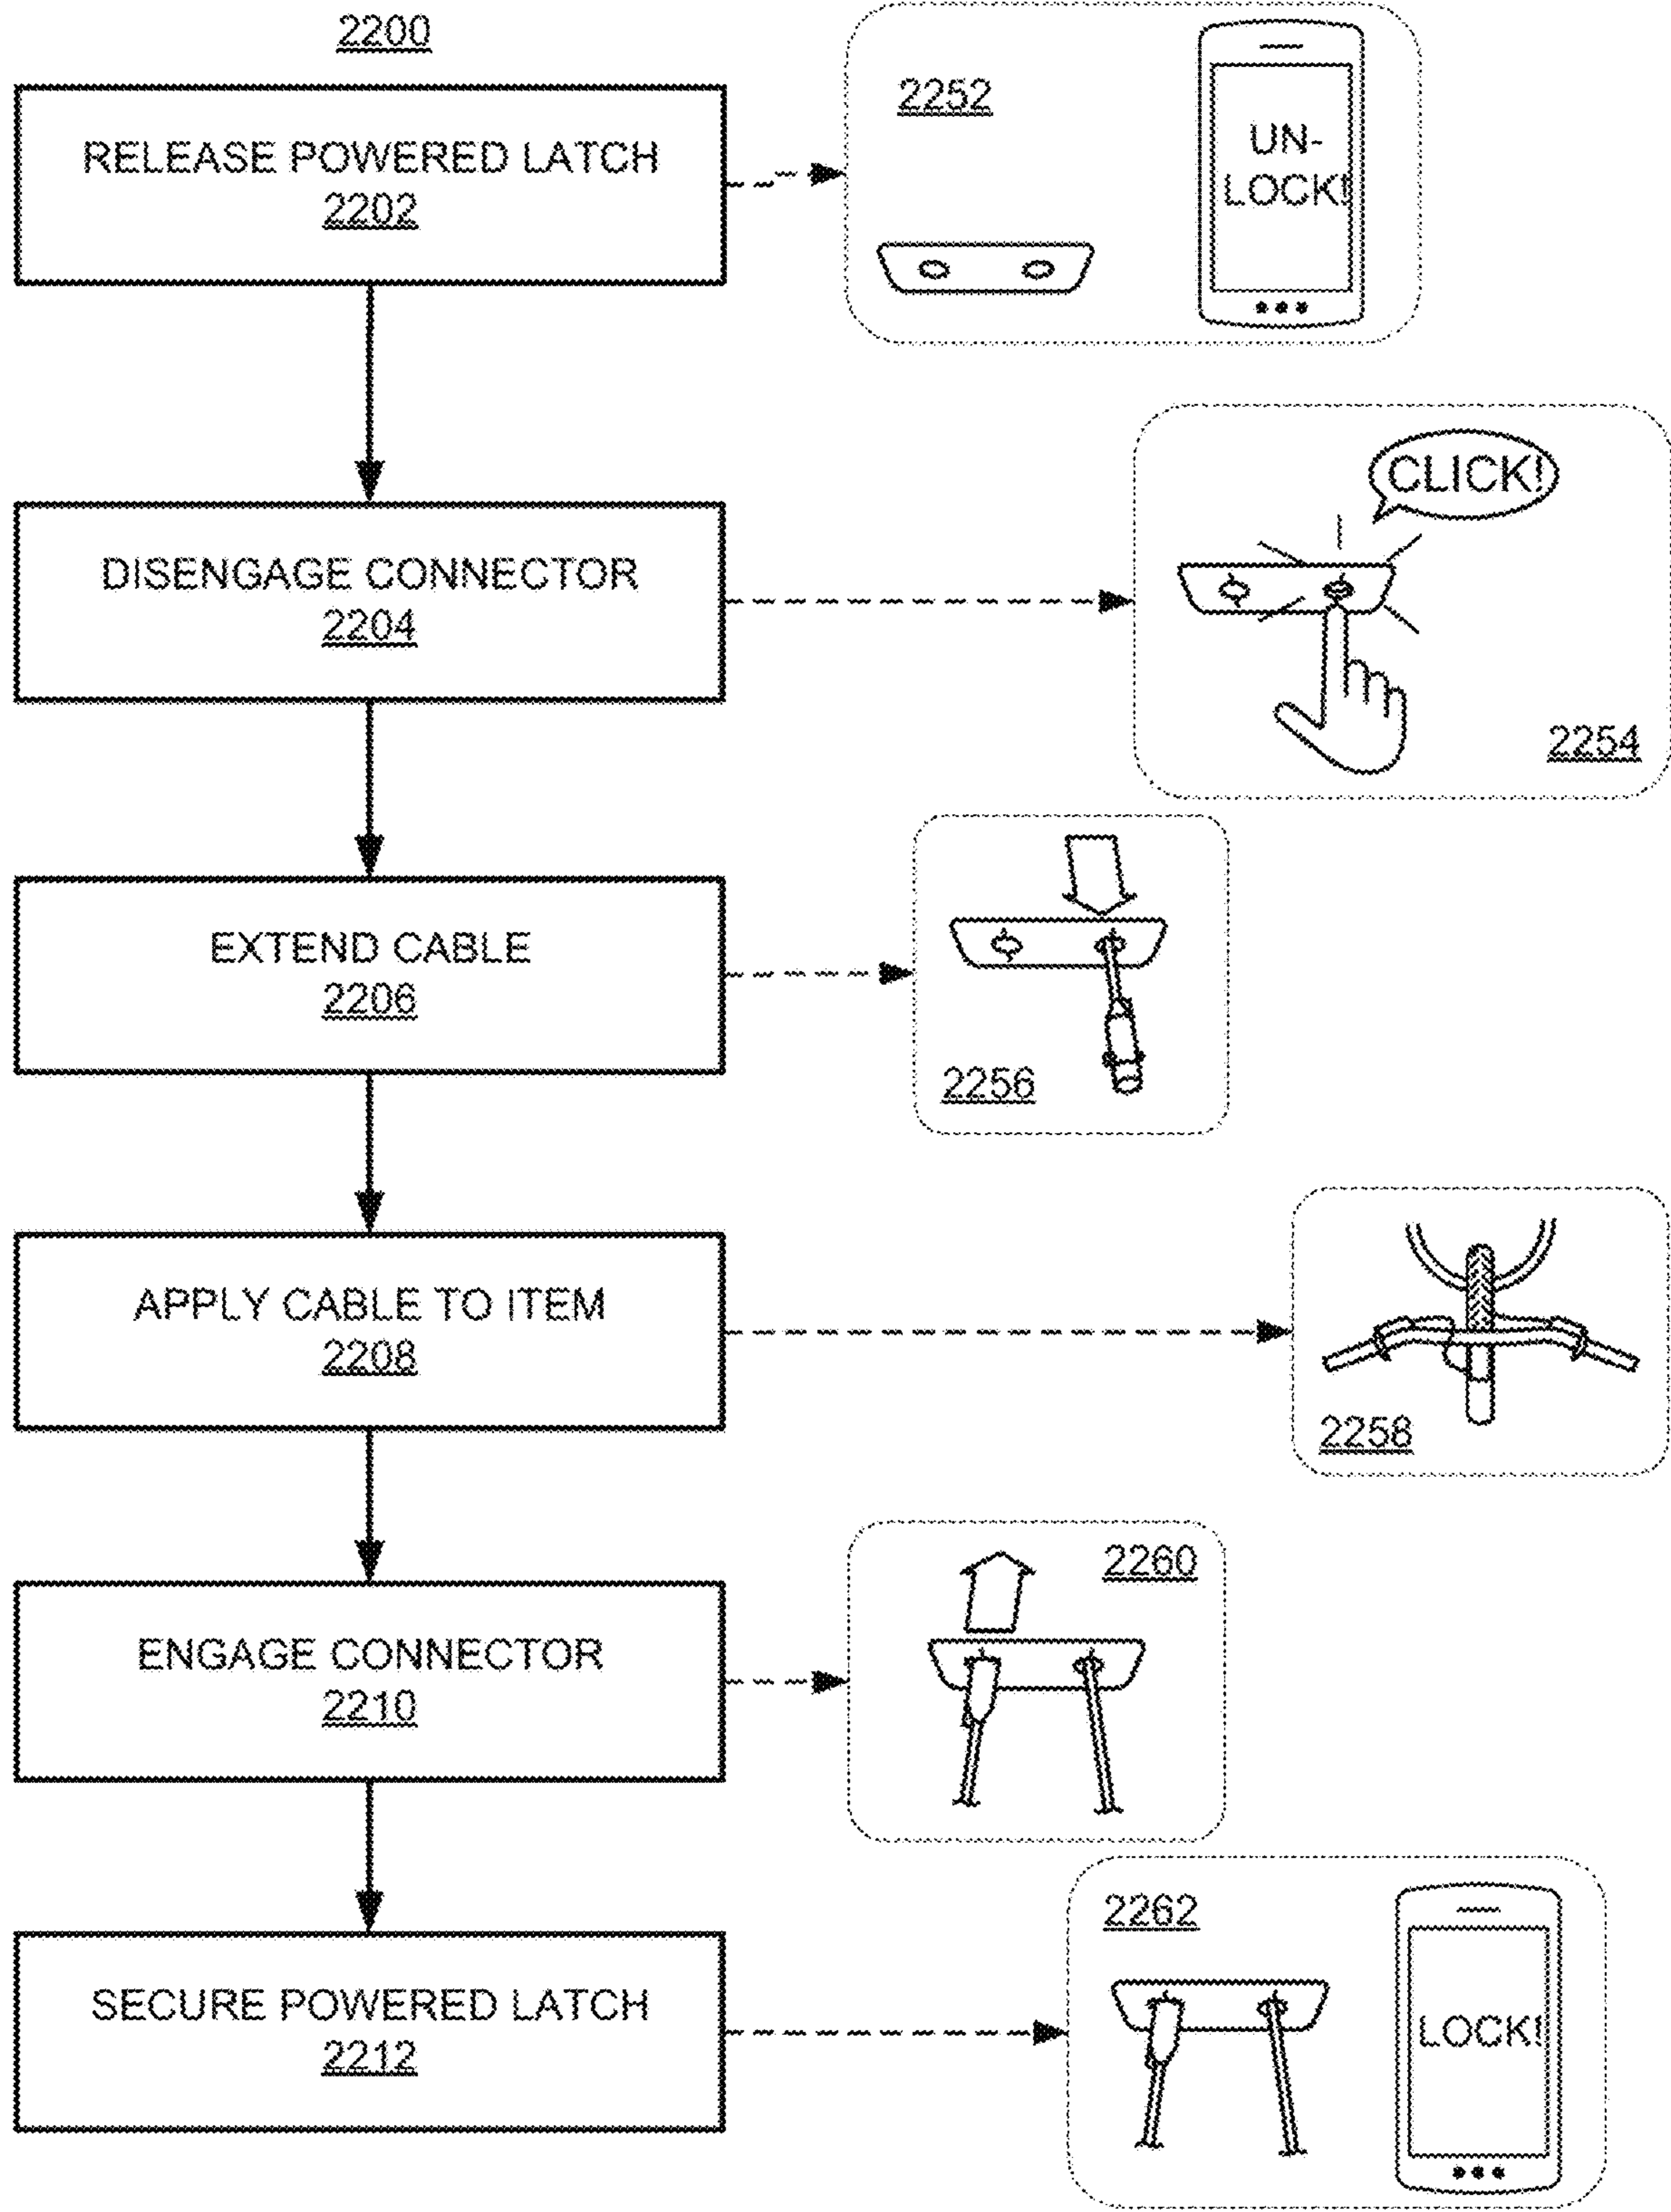 2200
RELEASE POWERED LATCH
2202
2252
UN-
LOCK!
DISENGAGE CONNECTOR
2204
CLICK!
2254
EXTEND CABLE
2206
2256
APPLY CABLE TO ITEM
2208
2258
ENGAGE CONNECTOR
2210
2260
SECURE POWERED LATCH
2212
2262
LOCK!